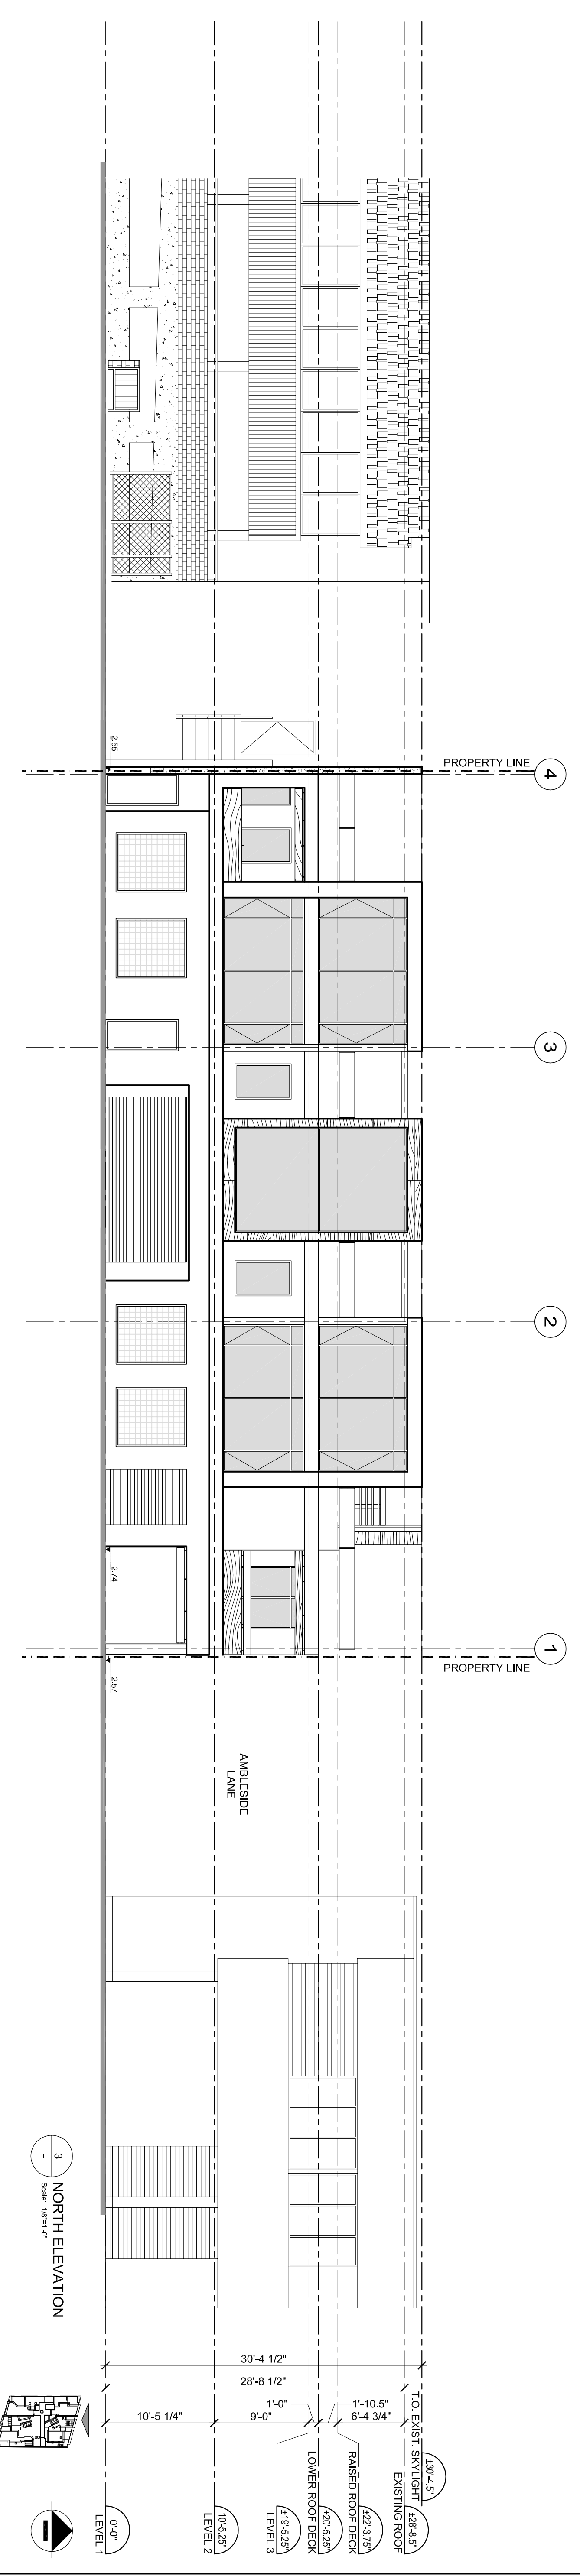 4
PROPERTY LINE
3
2
1
PROPERTY LINE
2.55
2.74
2.57
AMBLESIDE
LANE
3
-
NORTH ELEVATION
Scale: 1/8"=1'-0"
30'-4 1/2"
28'-8 1/2"
10'-5 1/4"
9'-0"
1'-0"
1'-10.5"
6'-4 3/4"
±30'-4.5"
T.O. EXIST. SKYLIGHT
±28'-8.5"
EXISTING ROOF
±22'-3.75"
RAISED ROOF DECK
±20'-5.25"
LOWER ROOF DECK
±19'-5.25"
LEVEL 3
10'-5.25"
LEVEL 2
0'-0"
LEVEL 1